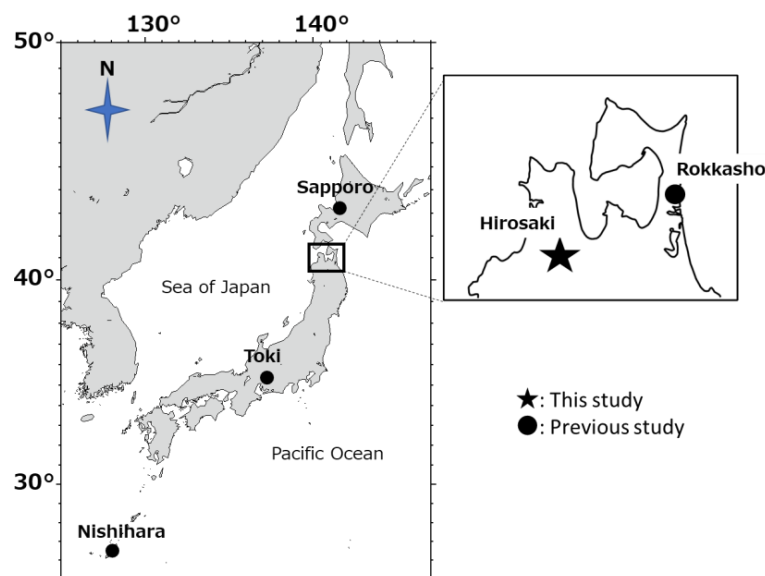 130° 140°
50°
N
Sapporo
Rokkasho
Hirosaki
40°
Sea of Japan
Toki
★: This study
●: Previous study
Pacific Ocean
30°
Nishihara